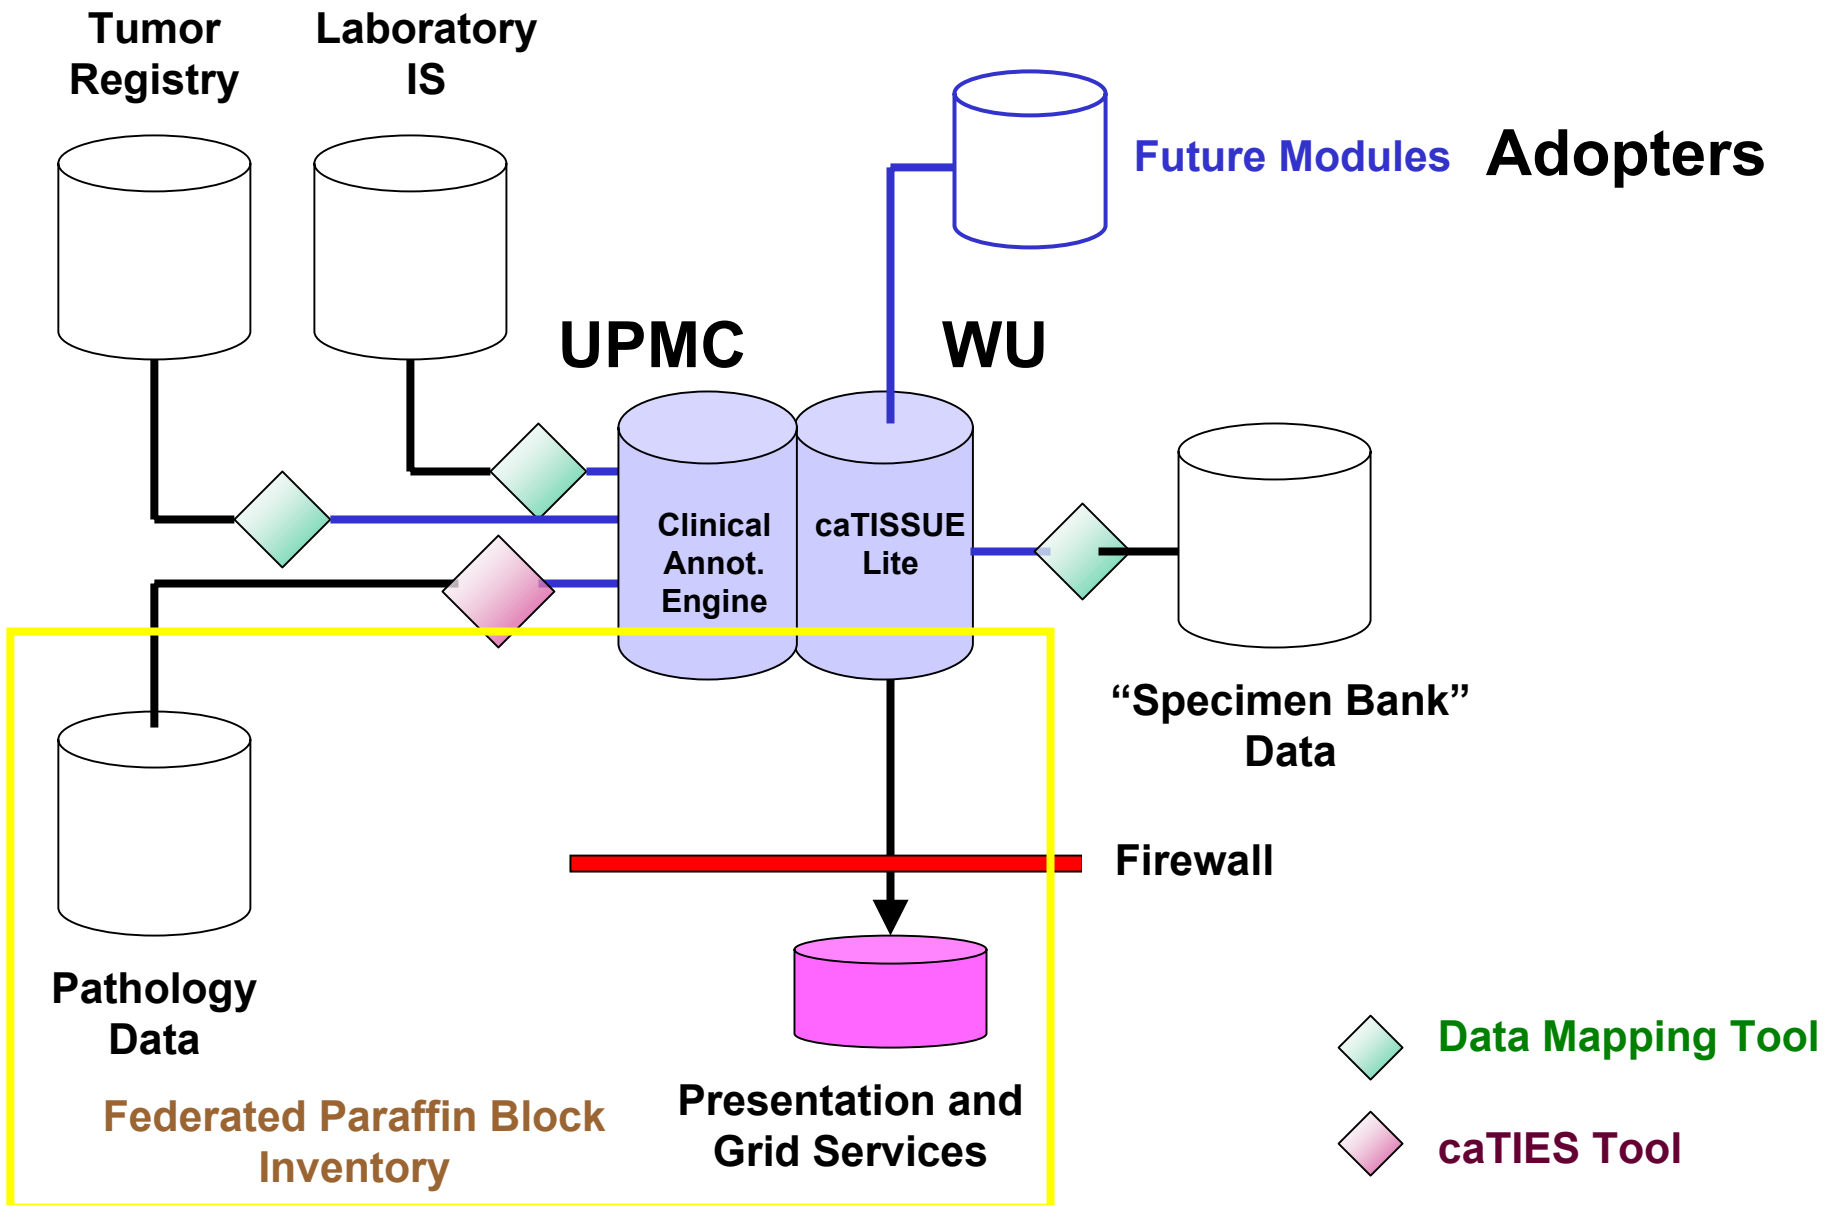 Tumor
Registry
Laboratory
IS
Future Modules
Adopters
UPMC
WU
Clinical
Annot.
Engine
caTISSUE
Lite
“Specimen Bank”
Data
Firewall
Pathology
Data
Federated Paraffin Block
Inventory
Presentation and
Grid Services
Data Mapping Tool
caTIES Tool